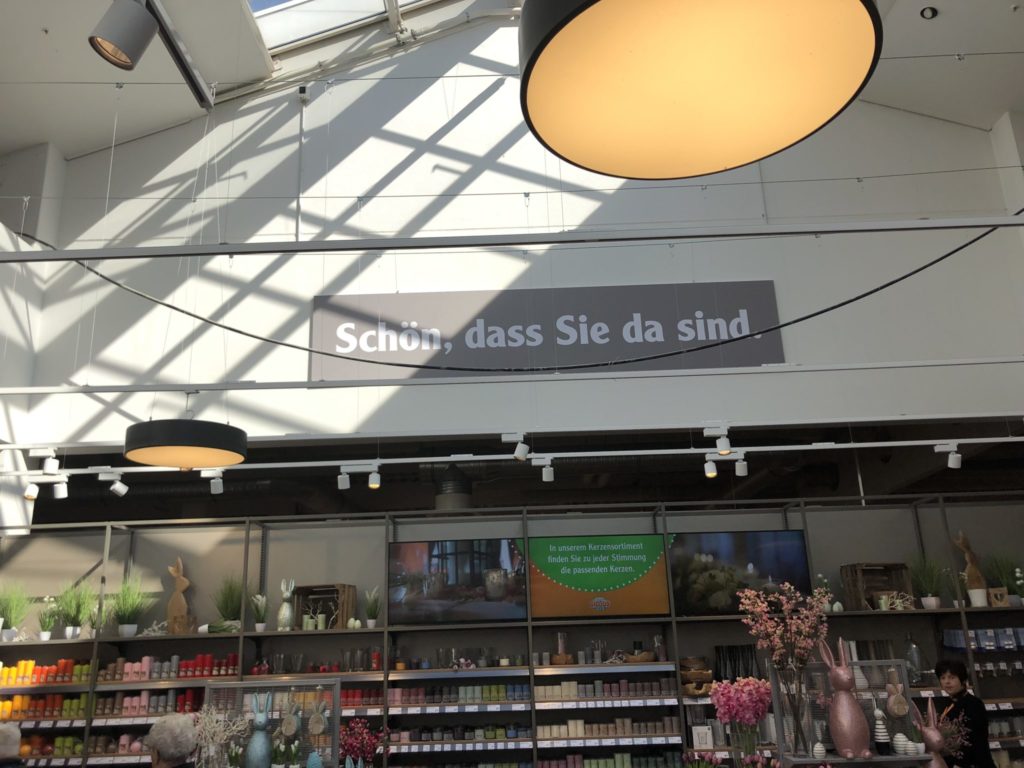 Schön, dass Sie da sind.
In unserem Kerzensortiment
finden Sie zu jeder Stimmung
die passenden Kerzen.